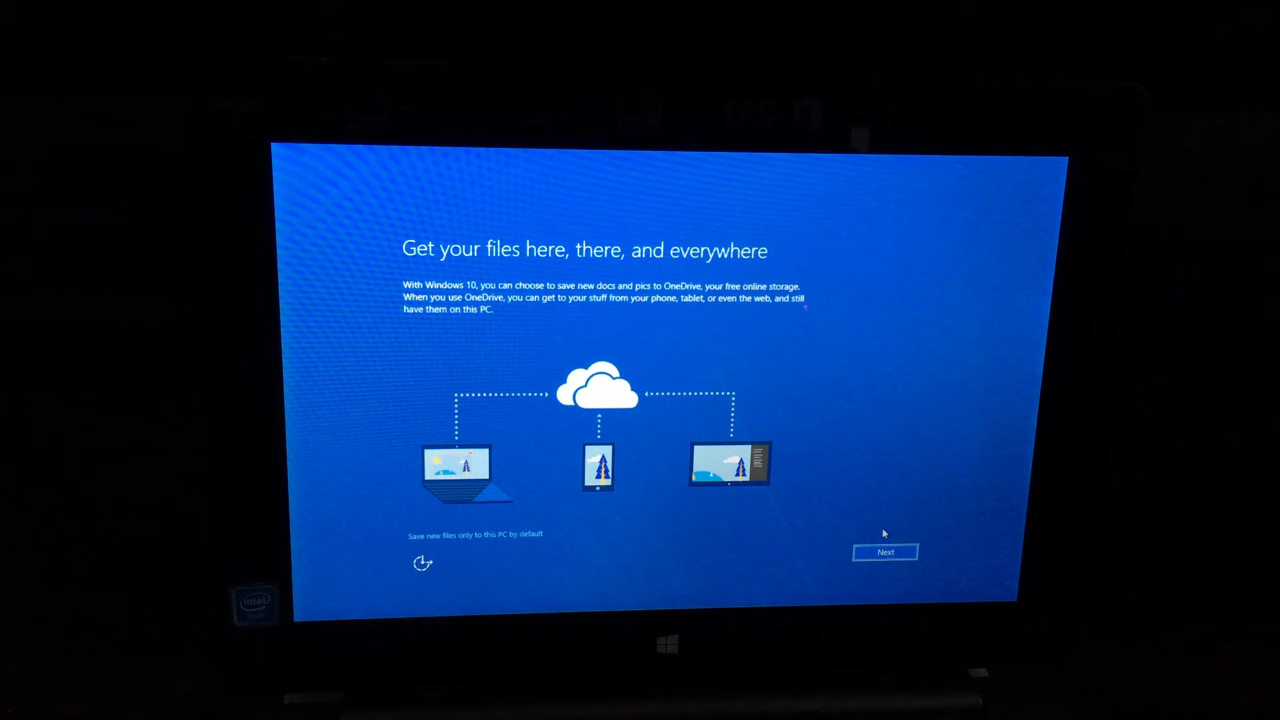 Get your files here, there, and everywhere
With Windows 10, you can choose to save new docs and pics to OneDrive, your free online storage.
When you use OneDrive, you can get to your stuff from your phone, tablet, or even the web, and still
have them on this PC.
Save new files only to this PC by default
Next
intel
IPS